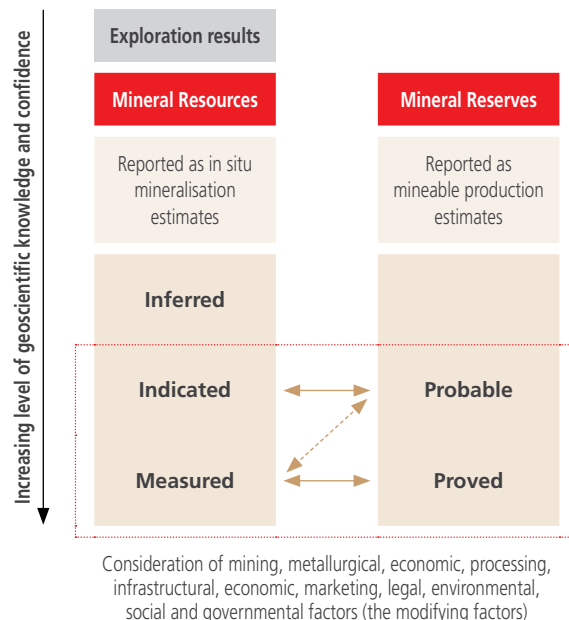 Increasing level of geoscientific knowledge and confidence
Exploration results
Mineral Resources
Mineral Reserves
Reported as in situ
mineralisation
estimates
Reported as
mineable production
estimates
Inferred
Indicated
Probable
Measured
Proved
Consideration of mining, metallurgical, economic, processing,
infrastructural, economic, marketing, legal, environmental,
social and governmental factors (the modifying factors)